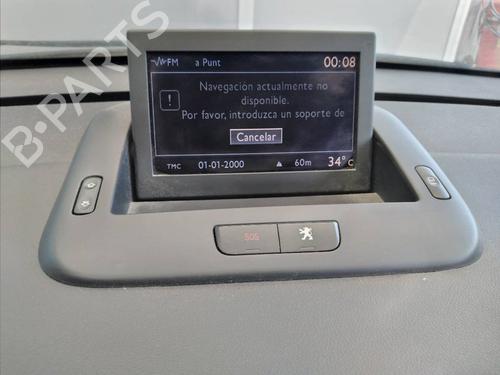 FM a Punt 00:08
Navegación actualmente no
disponible.
Por favor, introduzca un soporte de
Cancelar
TMC 01-01-2000 60m 34°C
SOS
B-PARTS